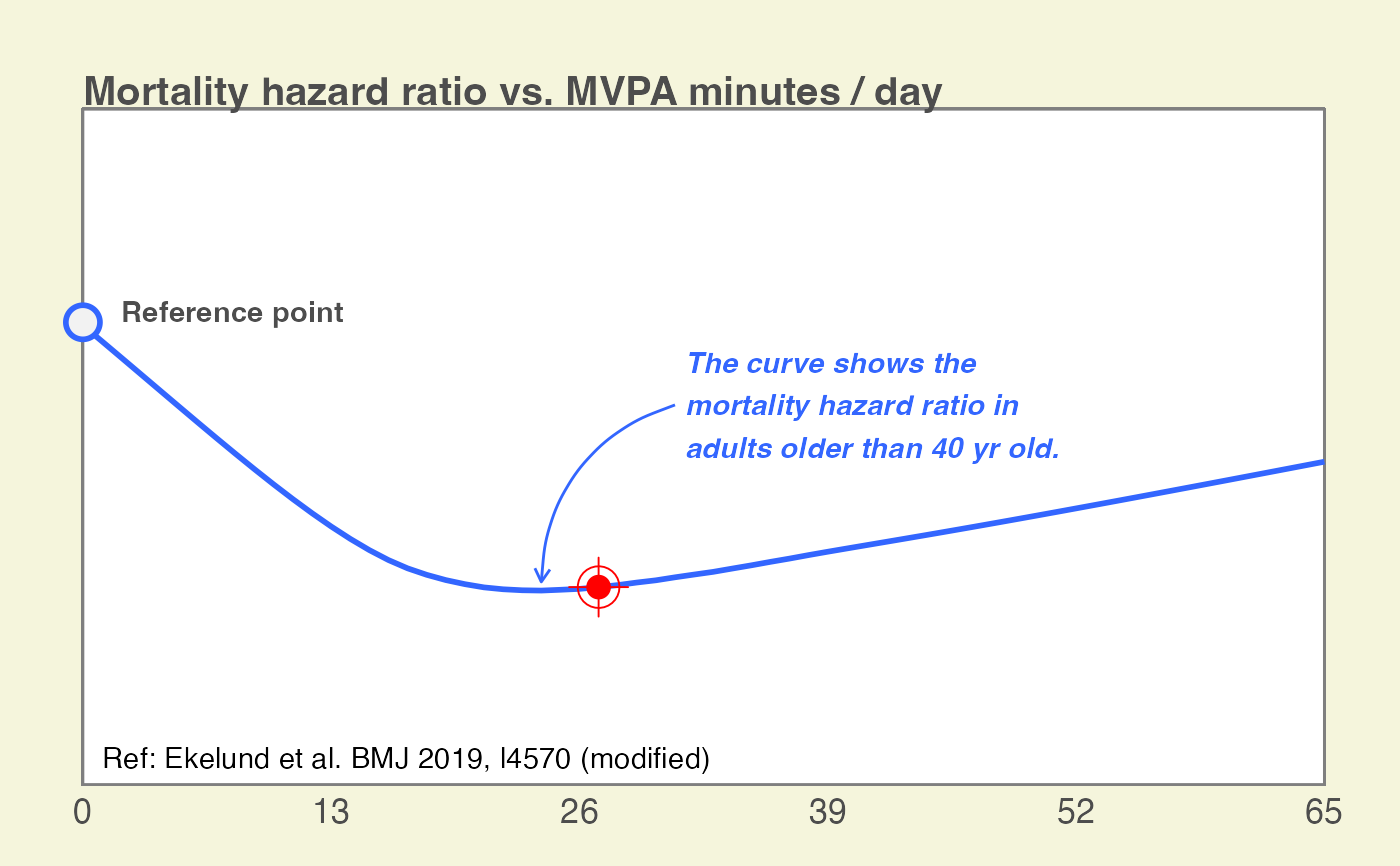 Mortality hazard ratio vs. MVPA minutes / day
Reference point
The curve shows the
mortality hazard ratio in
adults older than 40 yr old.
Ref: Ekelund et al. BMJ 2019, l4570 (modified)
0 13 26 39 52 65